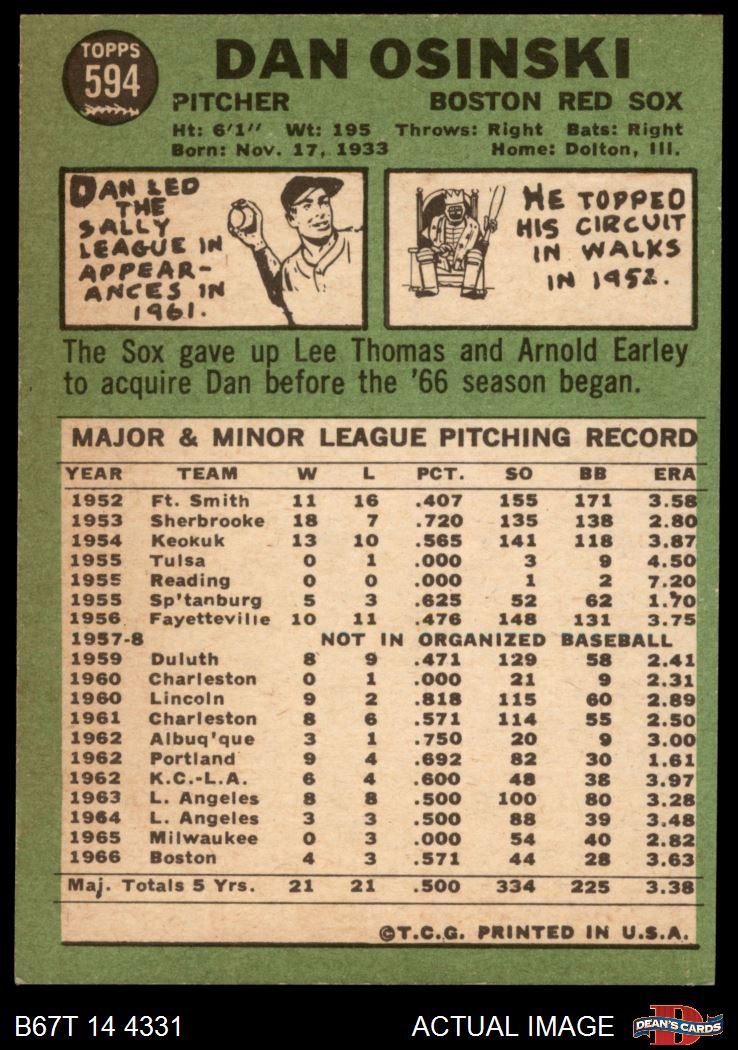 TOPPS
594
DAN OSINSKI
PITCHER BOSTON RED SOX
Ht: 6'1" Wt: 195 Throws: Right Bats: Right
Born: Nov. 17, 1933 Home: Dolton, Ill.
DAN LED
THE
SALLY
LEAGUE IN
APPEAR-
ANCES IN
1961.
HE TOPPED
HIS CIRCUIT
IN WALKS
IN 1952.
The Sox gave up Lee Thomas and Arnold Earley
to acquire Dan before the '66 season began.
MAJOR & MINOR LEAGUE PITCHING RECORD
YEAR TEAM W L PCT. SO BB ERA
1952 Ft. Smith 11 16 .407 155 171 3.58
1953 Sherbrooke 18 7 .720 135 138 2.80
1954 Keokuk 13 10 .565 141 118 3.87
1955 Tulsa 0 1 .000 3 9 4.50
1955 Reading 0 0 .000 1 2 7.20
1955 Sp'tanburg 5 3 .625 52 62 1.70
1956 Fayetteville 10 11 .476 148 131 3.75
1957-8 NOT IN ORGANIZED BASEBALL
1959 Duluth 8 9 .471 129 58 2.41
1960 Charleston 0 1 .000 21 9 2.31
1960 Lincoln 9 2 .818 115 60 2.89
1961 Charleston 8 6 .571 114 55 2.50
1962 Albuq'que 3 1 .750 20 9 3.00
1962 Portland 9 4 .692 82 30 1.61
1962 K.C.-L.A. 6 4 .600 48 38 3.97
1963 L. Angeles 8 8 .500 100 80 3.28
1964 L. Angeles 3 3 .500 88 39 3.48
1965 Milwaukee 0 3 .000 54 40 2.82
1966 Boston 4 3 .571 44 28 3.63
Maj. Totals 5 Yrs. 21 21 .500 334 225 3.38
©T.C.G. PRINTED IN U.S.A.
B67T 14 4331 ACTUAL IMAGE
D
DEAN'S CARDS